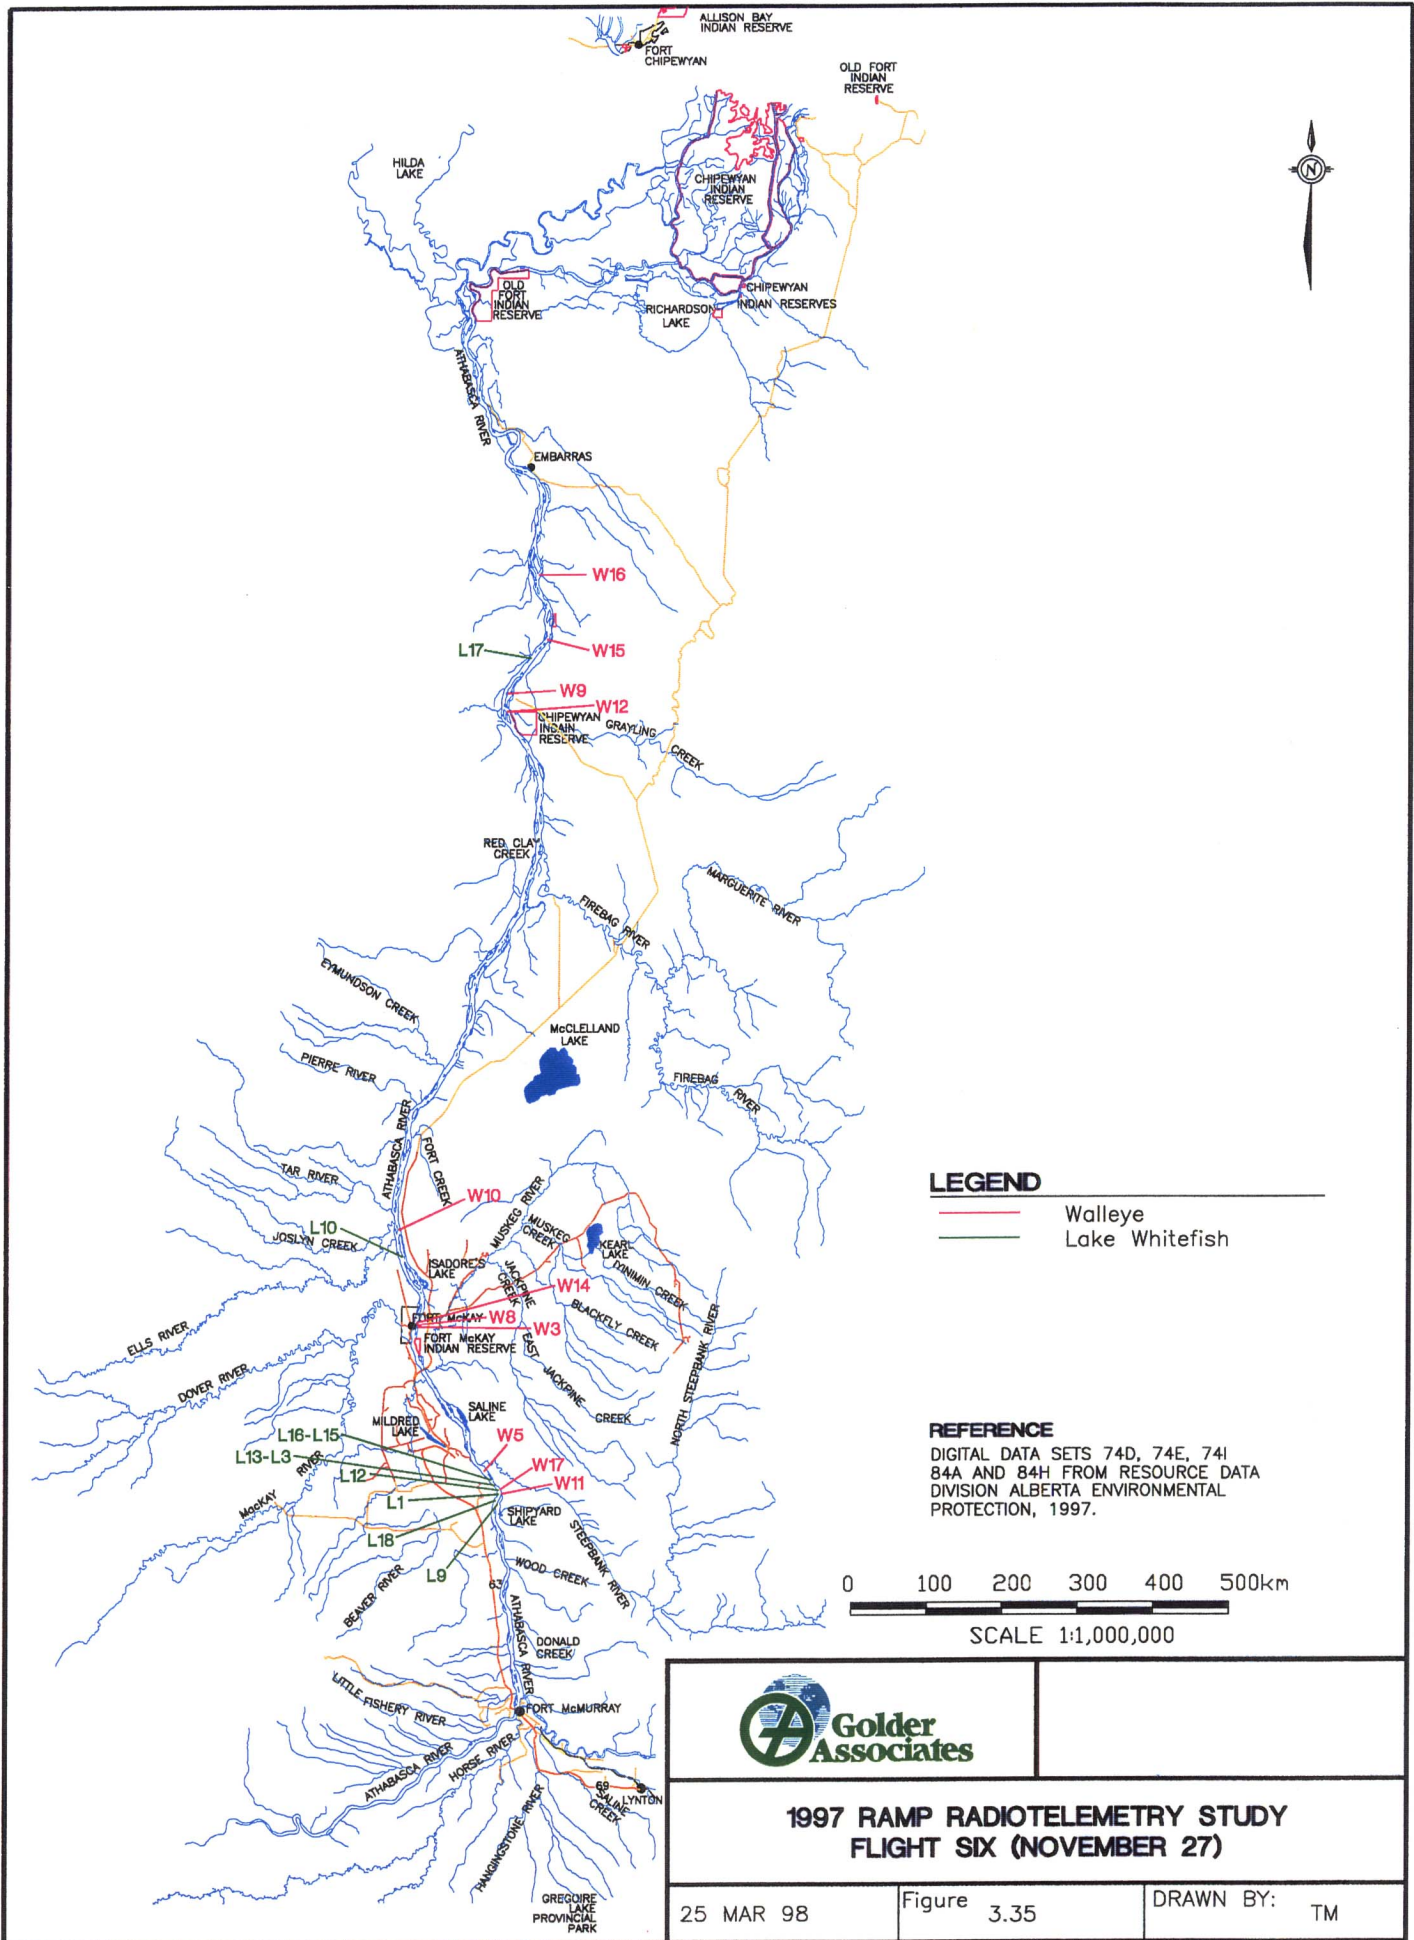 ALLISON BAY
INDIAN RESERVE
FORT
CHIPEWYAN
OLD FORT
INDIAN
RESERVE
N
HILDA
LAKE
CHIPEWYAN
INDIAN
RESERVE
OLD
FORT
INDIAN
RESERVE
CHIPEWYAN
INDIAN RESERVES
RICHARDSON
LAKE
ATHABASCA RIVER
EMBARRAS
W16
L17
W15
W9
W12
CHIPEWYAN
INDAIN
RESERVE
GRAYLING
CREEK
RED CLAY
CREEK
MARGUERITE RIVER
FIREBAG RIVER
EYMUNDSON CREEK
McCLELLAND
LAKE
PIERRE RIVER
FIREBAG
RIVER
ATHABASCA RIVER
FORT CREEK
TAR RIVER
W10
MUSKEG RIVER
MUSKEG
CREEK
L10
JOSLYN CREEK
KEARL
LAKE
ISADORE'S
LAKE
JACKPINE
CREEK
IYINIMIN CREEK
W14
BLACKFLY CREEK
FORT McKAY
W8
W3
FORT McKAY
INDIAN RESERVE
ELLS RIVER
EAST JACKPINE
CREEK
NORTH STEEPBANK RIVER
DOVER RIVER
SALINE
LAKE
MILDRED
LAKE
L16-L15
W5
L13-L3
W17
L12
W11
RIVER
L1
MacKAY
SHIPYARD
LAKE
L18
STEEPBANK RIVER
L9
WOOD CREEK
63
BEAVER RIVER
ATHABASCA RIVER
DONALD
CREEK
LITTLE FISHERY RIVER
FORT McMURRAY
ATHABASCA RIVER
HORSE RIVER
69
SALINE
CREEK
LYNTON
HANGINGSTONE RIVER
GREGOIRE
LAKE
PROVINCIAL
PARK
LEGEND
Walleye
Lake Whitefish
REFERENCE
DIGITAL DATA SETS 74D, 74E, 74I
84A AND 84H FROM RESOURCE DATA
DIVISION ALBERTA ENVIRONMENTAL
PROTECTION, 1997.
0 100 200 300 400 500km
SCALE 1:1,000,000
Golder
Associates
1997 RAMP RADIOTELEMETRY STUDY
FLIGHT SIX (NOVEMBER 27)
25 MAR 98
Figure 3.35
DRAWN BY: TM